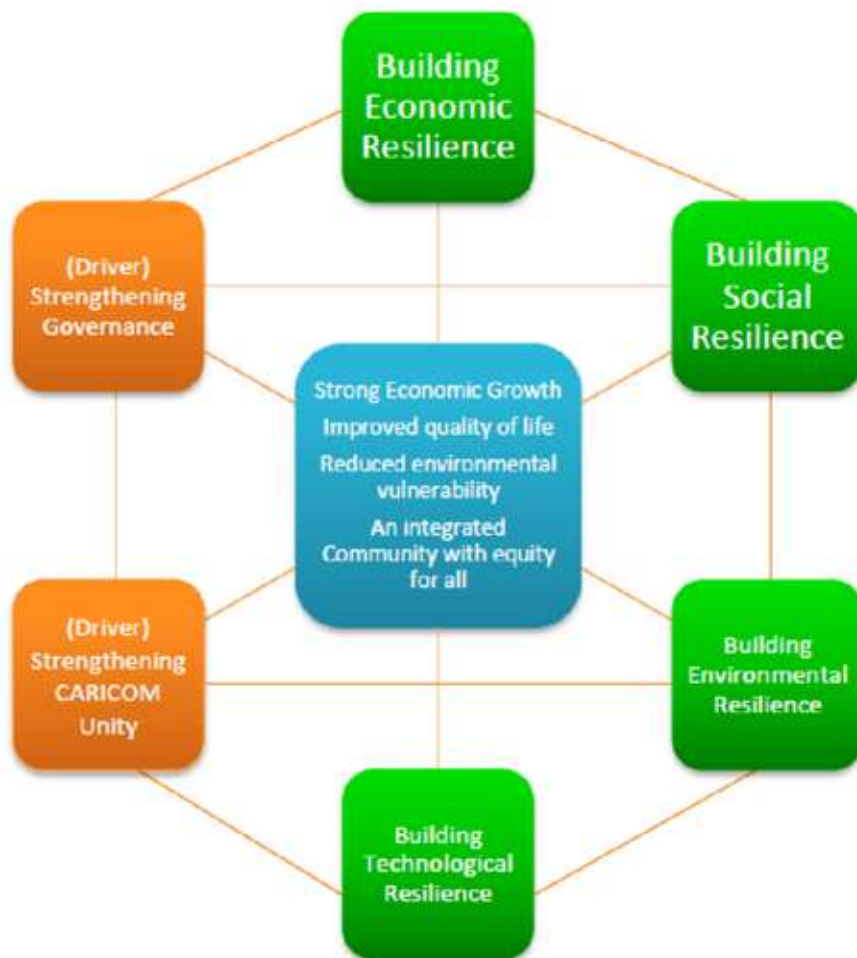 Building
Economic
Resilience
(Driver)
Strengthening
Governance
Building
Social
Resilience
Strong Economic Growth
Improved quality of life
Reduced environmental
vulnerability
An integrated
Community with equity
for all
(Driver)
Strengthening
CARICOM
Unity
Building
Environmental
Resilience
Building
Technological
Resilience